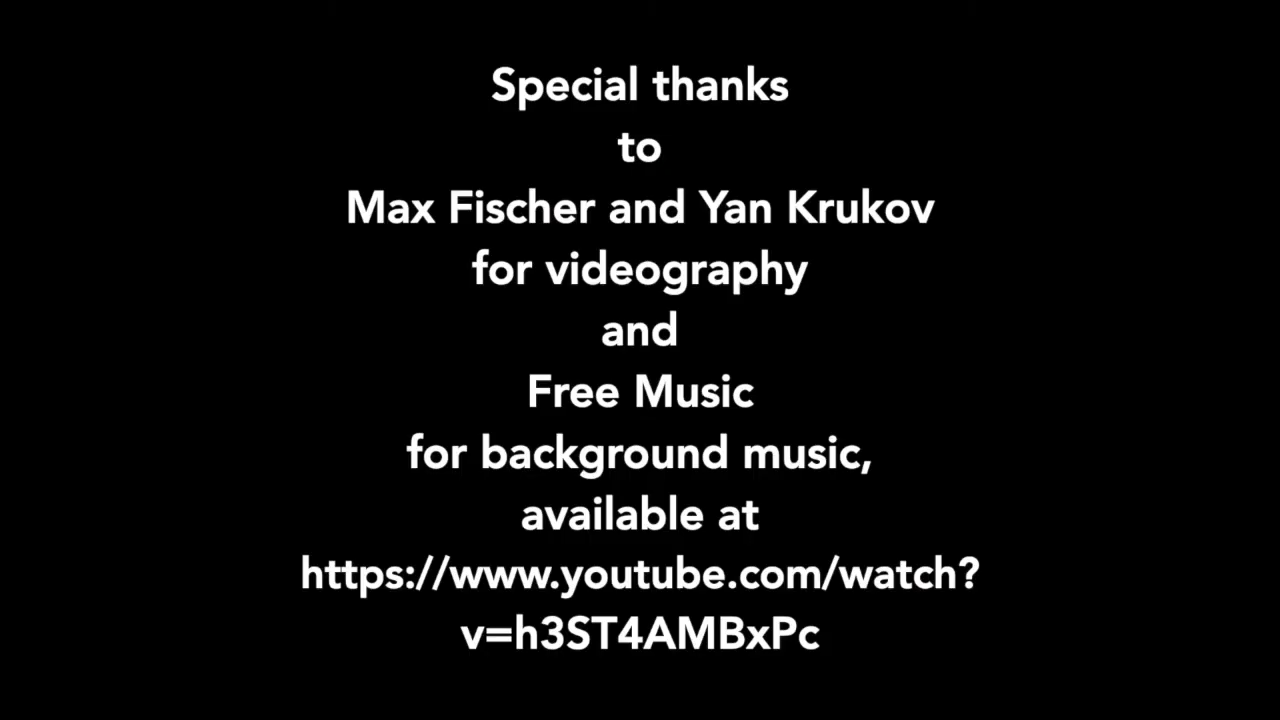 Special thanks
to
Max Fischer and Yan Krukov
for videography
and
Free Music
for background music,
available at
https://www.youtube.com/watch?
v=h3ST4AMBxPc